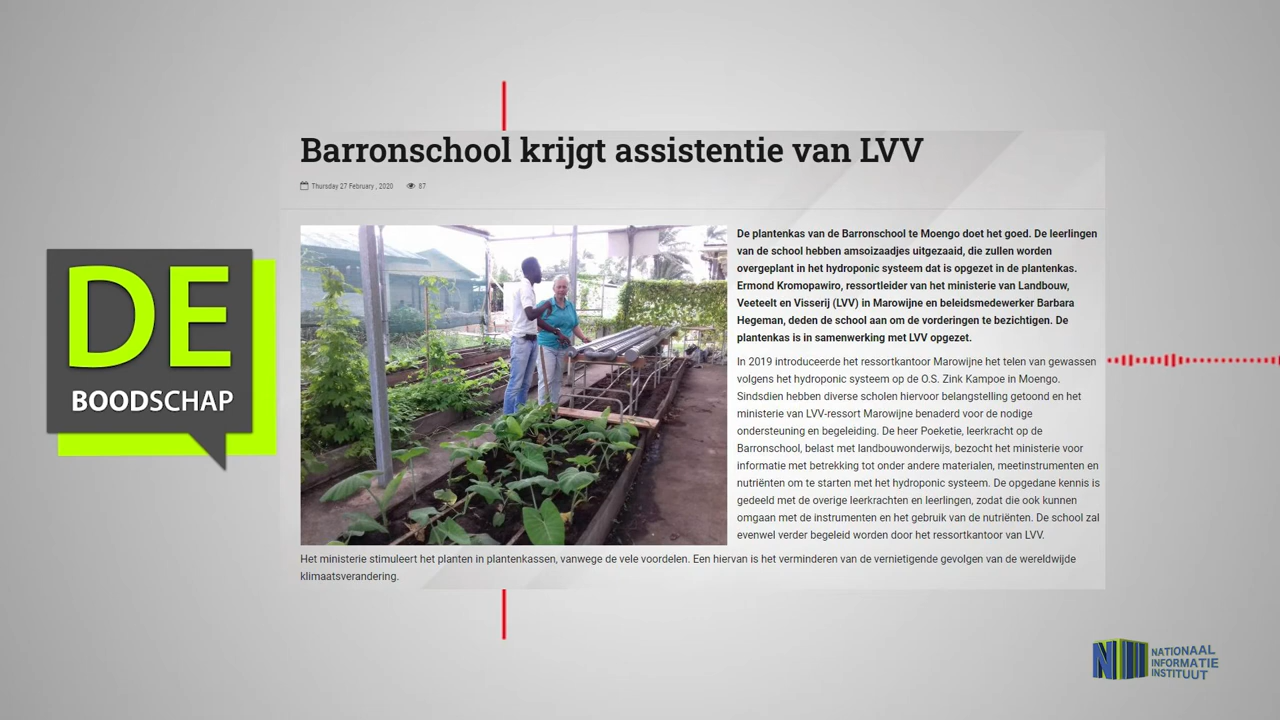 Barronschool krijgt assistentie van LVV
Thursday 27 February , 2020 87
De plantenkas van de Barronschool te Moengo doet het goed. De leerlingen
van de school hebben amsoizaadjes uitgezaaid, die zullen worden
overgeplant in het hydroponic systeem dat is opgezet in de plantenkas.
Ermond Kromopawiro, ressortleider van het ministerie van Landbouw,
Veeteelt en Visserij (LVV) in Marowijne en beleidsmedewerker Barbara
Hegeman, deden de school aan om de vorderingen te bezichtigen. De
plantenkas is in samenwerking met LVV opgezet.
In 2019 introduceerde het ressortkantoor Marowijne het telen van gewassen
volgens het hydroponic systeem op de O.S. Zink Kampoe in Moengo.
Sindsdien hebben diverse scholen hiervoor belangstelling getoond en het
ministerie van LVV-ressort Marowijne benaderd voor de nodige
ondersteuning en begeleiding. De heer Poeketie, leerkracht op de
Barronschool, belast met landbouwonderwijs, bezocht het ministerie voor
informatie met betrekking tot onder andere materialen, meetinstrumenten en
nutriënten om te starten met het hydroponic systeem. De opgedane kennis is
gedeeld met de overige leerkrachten en leerlingen, zodat die ook kunnen
omgaan met de instrumenten en het gebruik van de nutriënten. De school zal
evenwel verder begeleid worden door het ressortkantoor van LVV.
Het ministerie stimuleert het planten in plantenkassen, vanwege de vele voordelen. Een hiervan is het verminderen van de vernietigende gevolgen van de wereldwijde
klimaatsverandering.
DE
BOODSCHAP
NATIONAAL
INFORMATIE
INSTITUUT